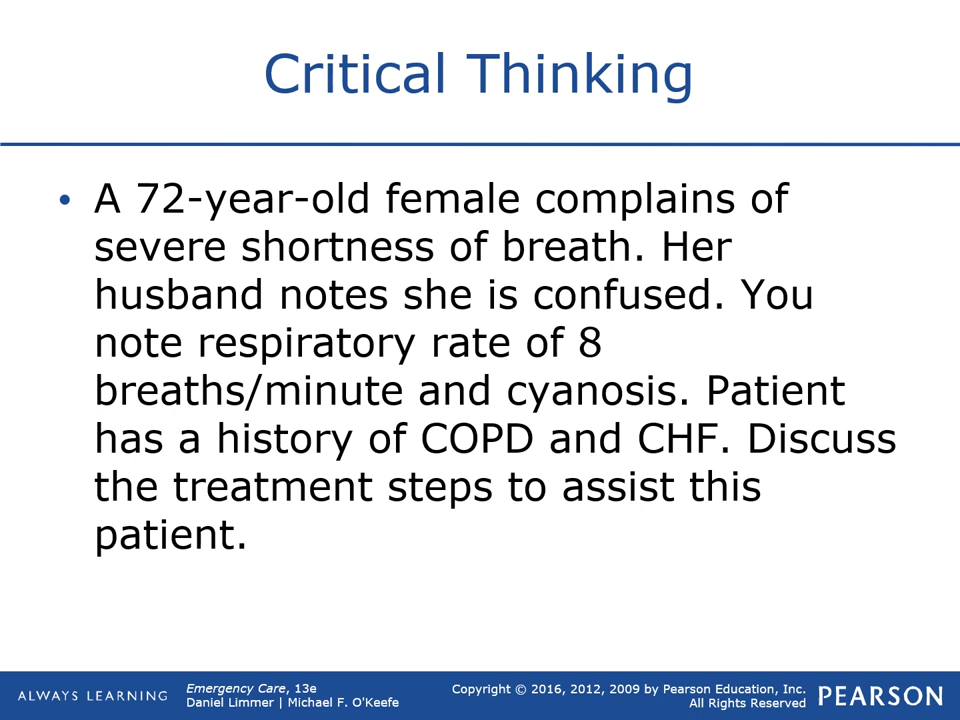 Critical Thinking
• A 72-year-old female complains of
severe shortness of breath. Her
husband notes she is confused. You
note respiratory rate of 8
breaths/minute and cyanosis. Patient
has a history of COPD and CHF. Discuss
the treatment steps to assist this
patient.
ALWAYS LEARNING
Emergency Care, 13e
Daniel Limmer | Michael F. O'Keefe
Copyright © 2016, 2012, 2009 by Pearson Education, Inc.
All Rights Reserved
PEARSON